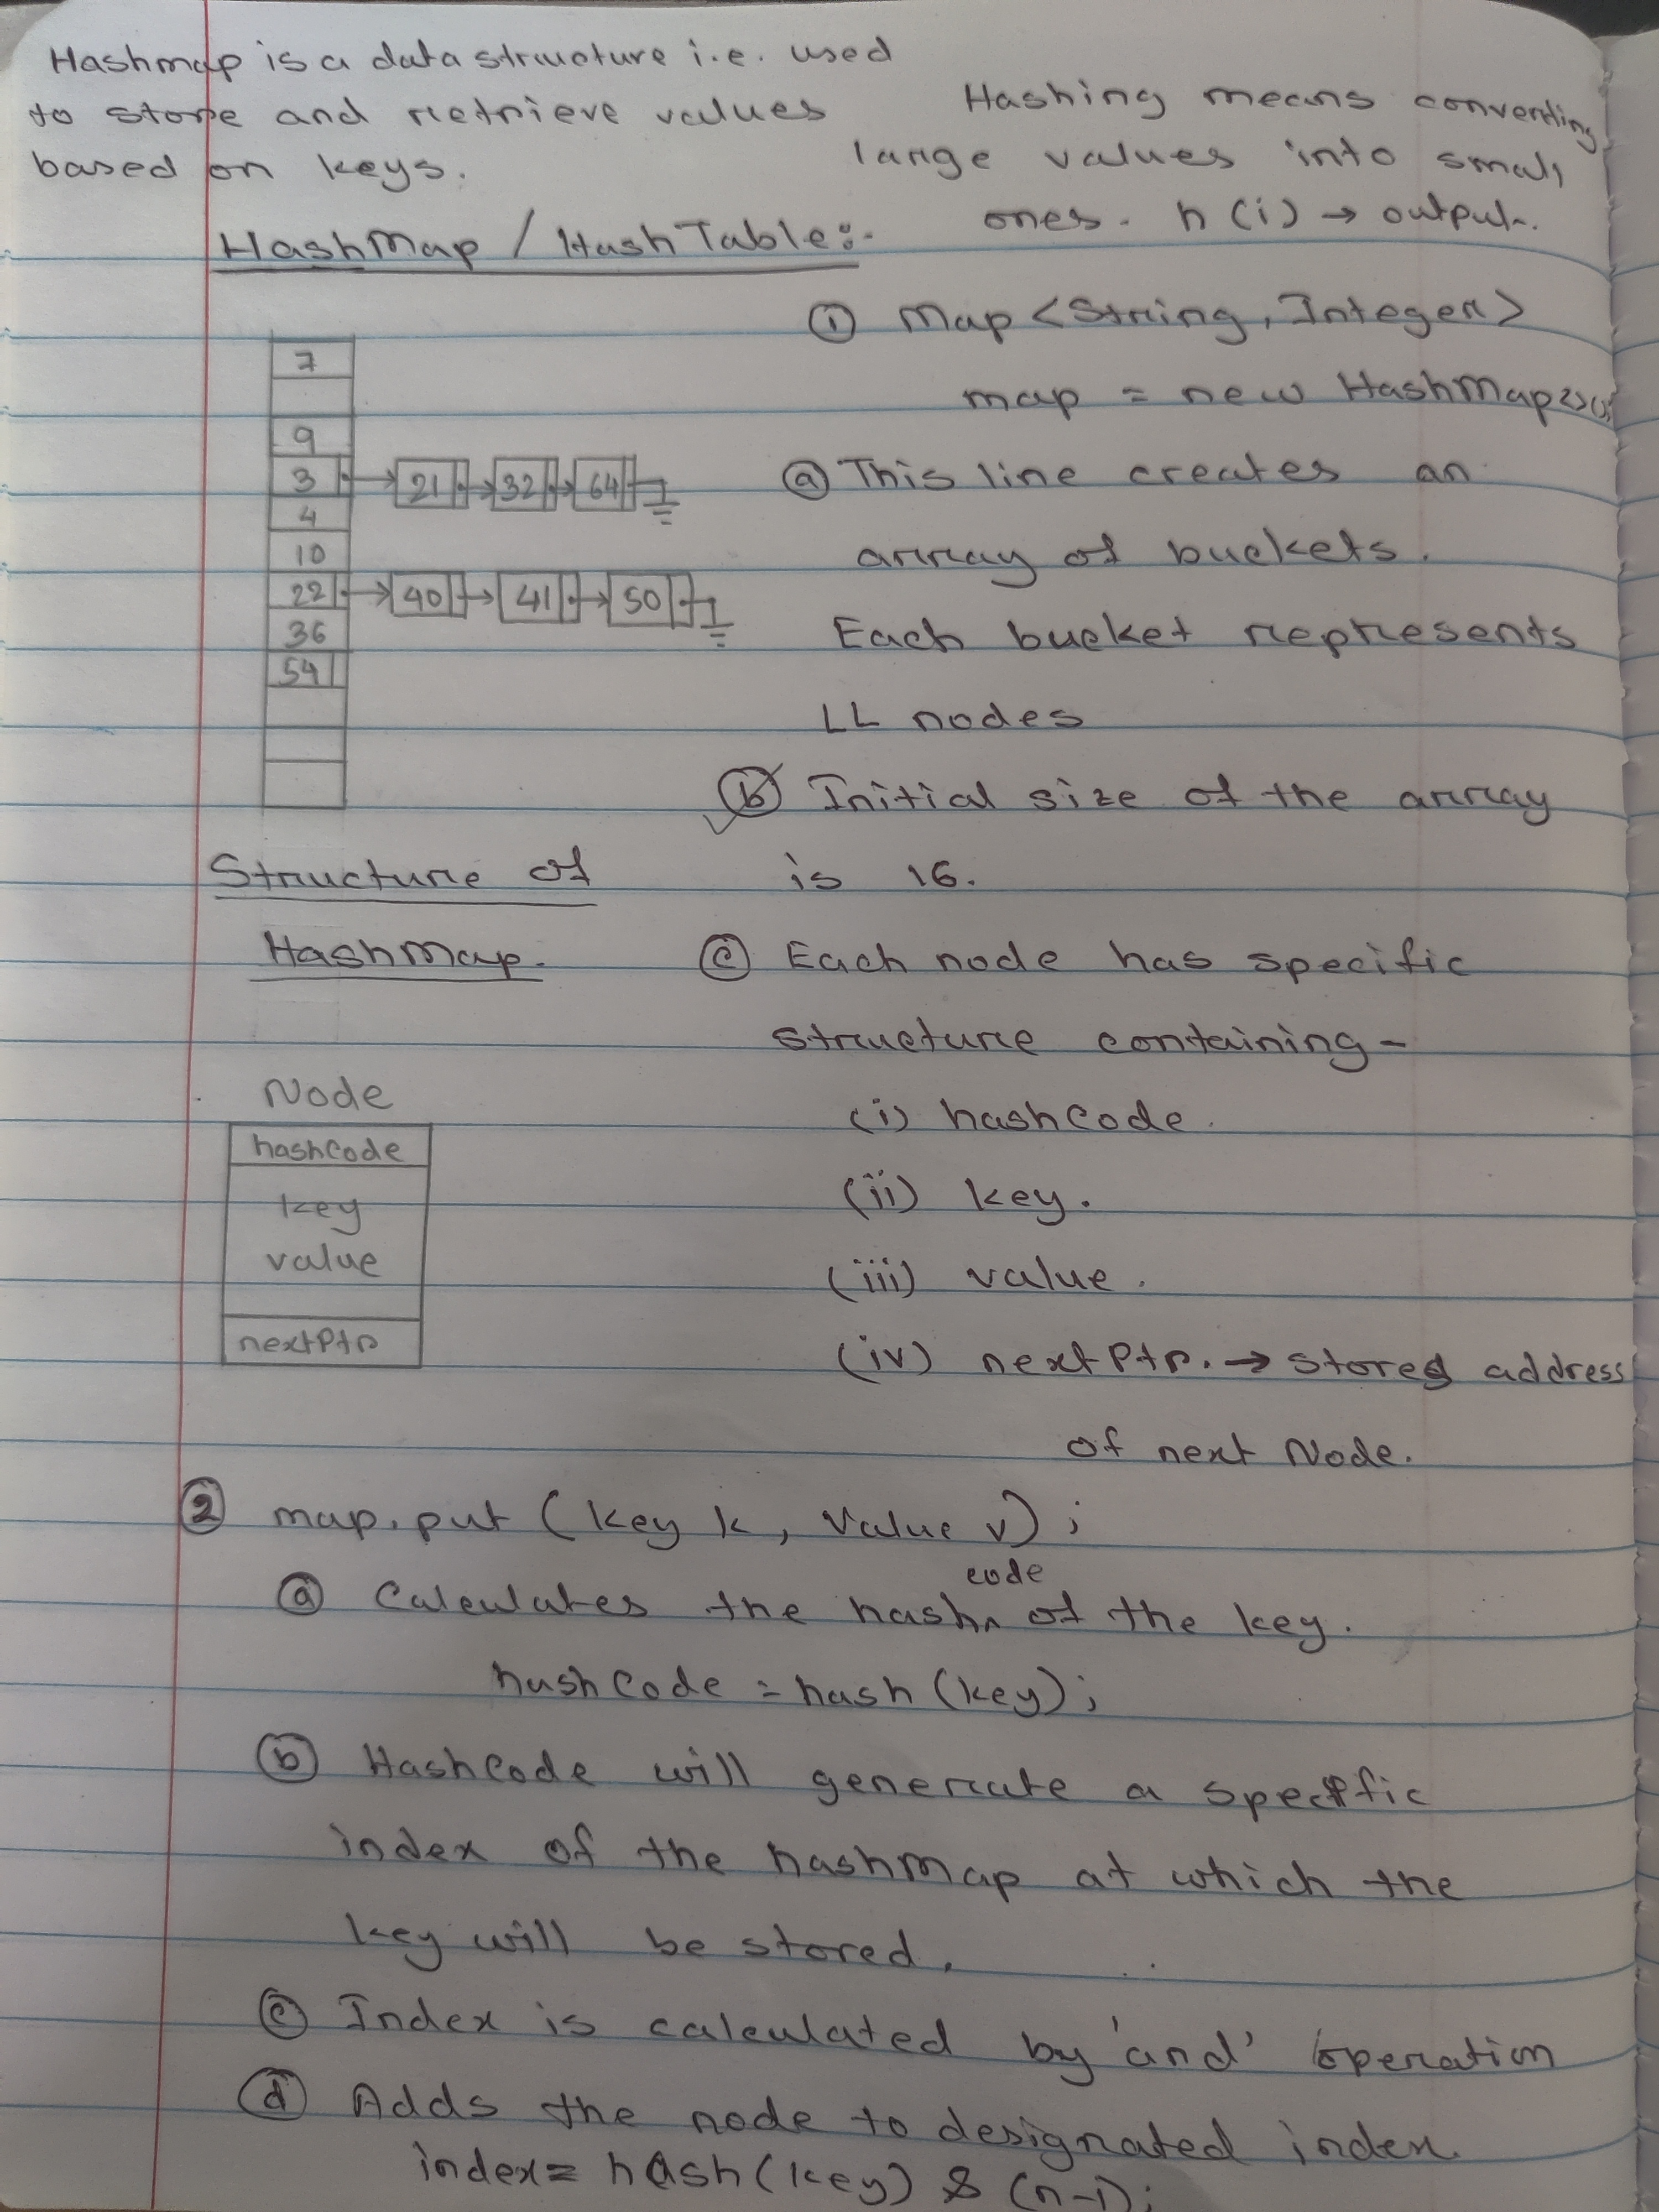 Hashmap is a data structure i.e. used
to store and retrieve values
based on keys.
Hashing means converting
large values into small
ones. h(i) → output.
HashMap / HashTable:-
① Map <String, Integer>
map = new HashMap<>();
7
9
3 21 32 64
4
10
22 40 41 50
36
54
ⓐ This line creates an
array of buckets.
Each bucket represents
LL nodes
ⓑ Initial size of the array
is 16.
Structure of
HashMap.
ⓒ Each node has specific
structure containing -
(i) hashCode.
(ii) key.
(iii) value.
(iv) nextPtr. → stores address
of next Node.
Node
hashCode
key
value
nextPtr
② map.put (key k, Value v);
ⓐ Calculates the hash code of the key.
hashCode = hash (key);
ⓑ HashCode will generate a specific
index of the hashMap at which the
key will be stored.
ⓒ Index is calculated by 'and' operation
ⓓ Adds the node to designated index.
index = hash(key) & (n-1);